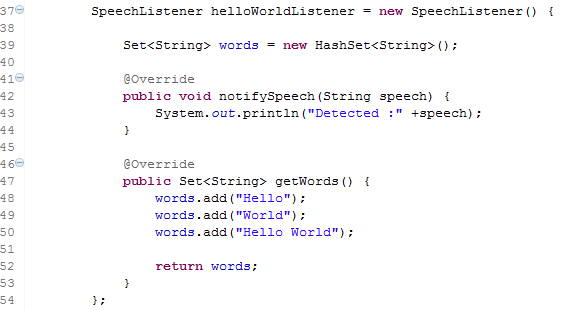 37 SpeechListener helloWorldListener = new SpeechListener() {
38
39 Set<String> words = new HashSet<String>();
40
41 @Override
42 public void notifySpeech(String speech) {
43 System.out.println("Detected :" +speech);
44 }
45
46 @Override
47 public Set<String> getWords() {
48 words.add("Hello");
49 words.add("World");
50 words.add("Hello World");
51
52 return words;
53 }
54 };